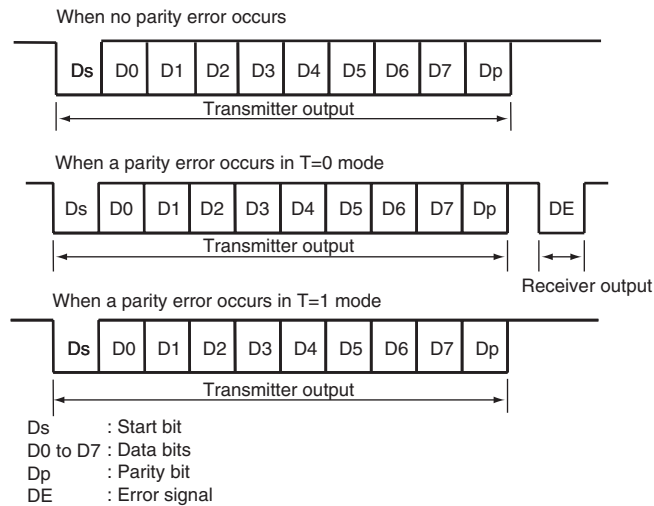 When no parity error occurs
Ds D0 D1 D2 D3 D4 D5 D6 D7 Dp
Transmitter output
When a parity error occurs in T=0 mode
Ds D0 D1 D2 D3 D4 D5 D6 D7 Dp DE
Transmitter output
Receiver output
When a parity error occurs in T=1 mode
Ds D0 D1 D2 D3 D4 D5 D6 D7 Dp
Transmitter output
Ds : Start bit
D0 to D7 : Data bits
Dp : Parity bit
DE : Error signal